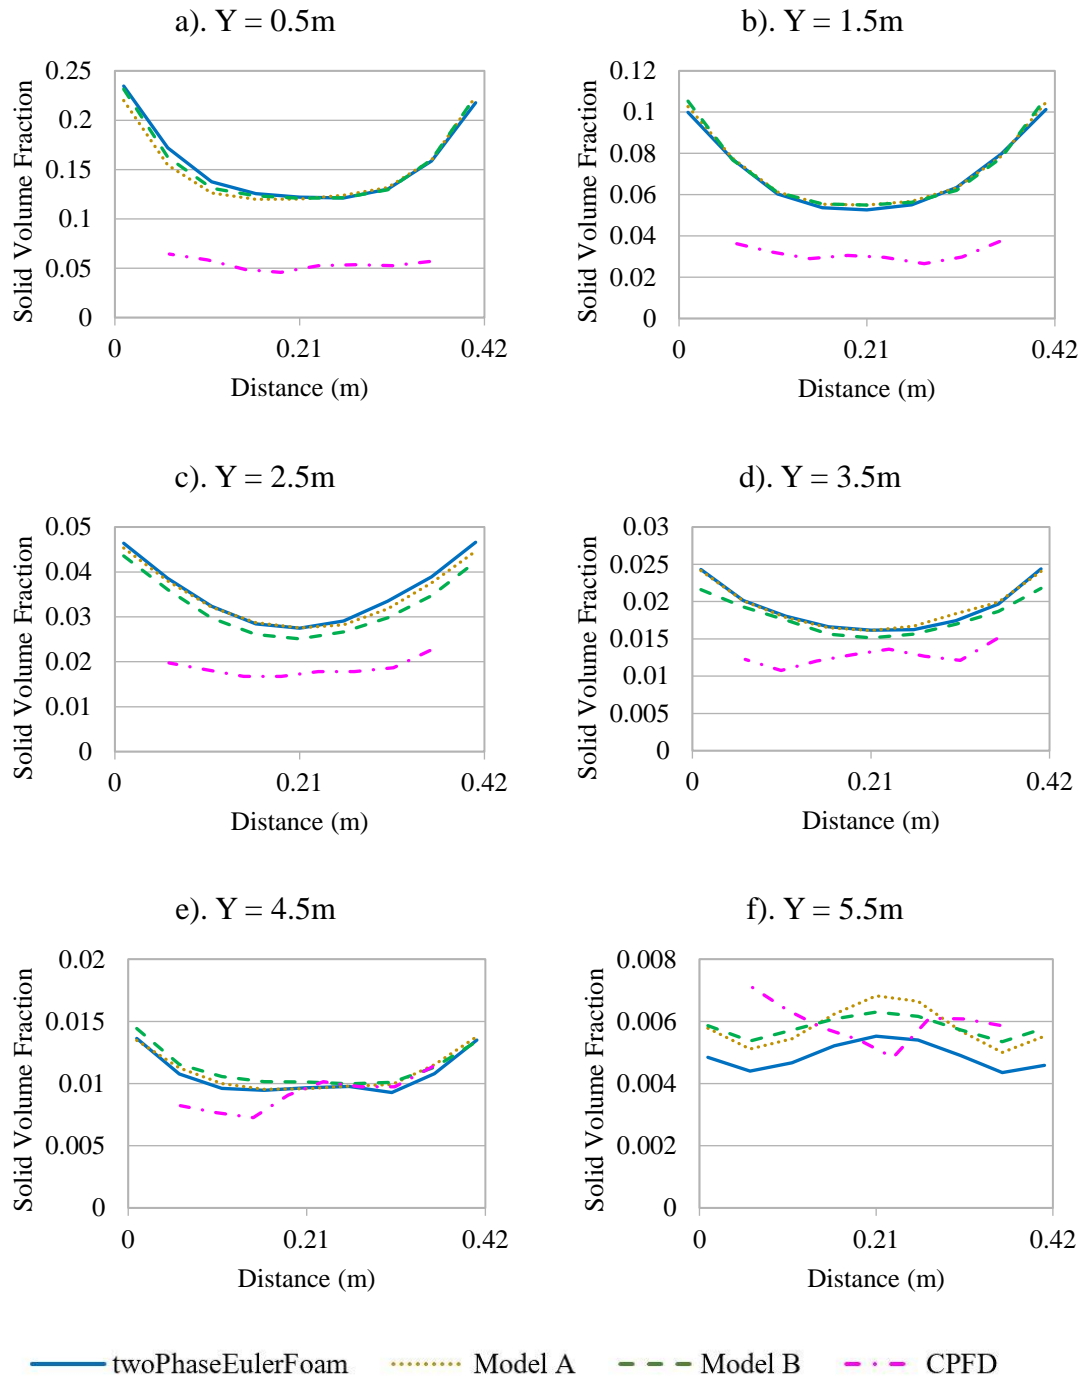 a). Y = 0.5m
b). Y = 1.5m
Solid Volume Fraction
0.25
0.2
0.15
0.1
0.05
0
0
0.21
0.42
Distance (m)
Solid Volume Fraction
0.12
0.1
0.08
0.06
0.04
0.02
0
0
0.21
0.42
Distance (m)
c). Y = 2.5m
d). Y = 3.5m
Solid Volume Fraction
0.05
0.04
0.03
0.02
0.01
0
0
0.21
0.42
Distance (m)
Solid Volume Fraction
0.03
0.025
0.02
0.015
0.01
0.005
0
0
0.21
0.42
Distance (m)
e). Y = 4.5m
f). Y = 5.5m
Solid Volume Fraction
0.02
0.015
0.01
0.005
0
0
0.21
0.42
Distance (m)
Solid Volume Fraction
0.008
0.006
0.004
0.002
0
0
0.21
0.42
Distance (m)
twoPhaseEulerFoam
Model A
Model B
CPFD